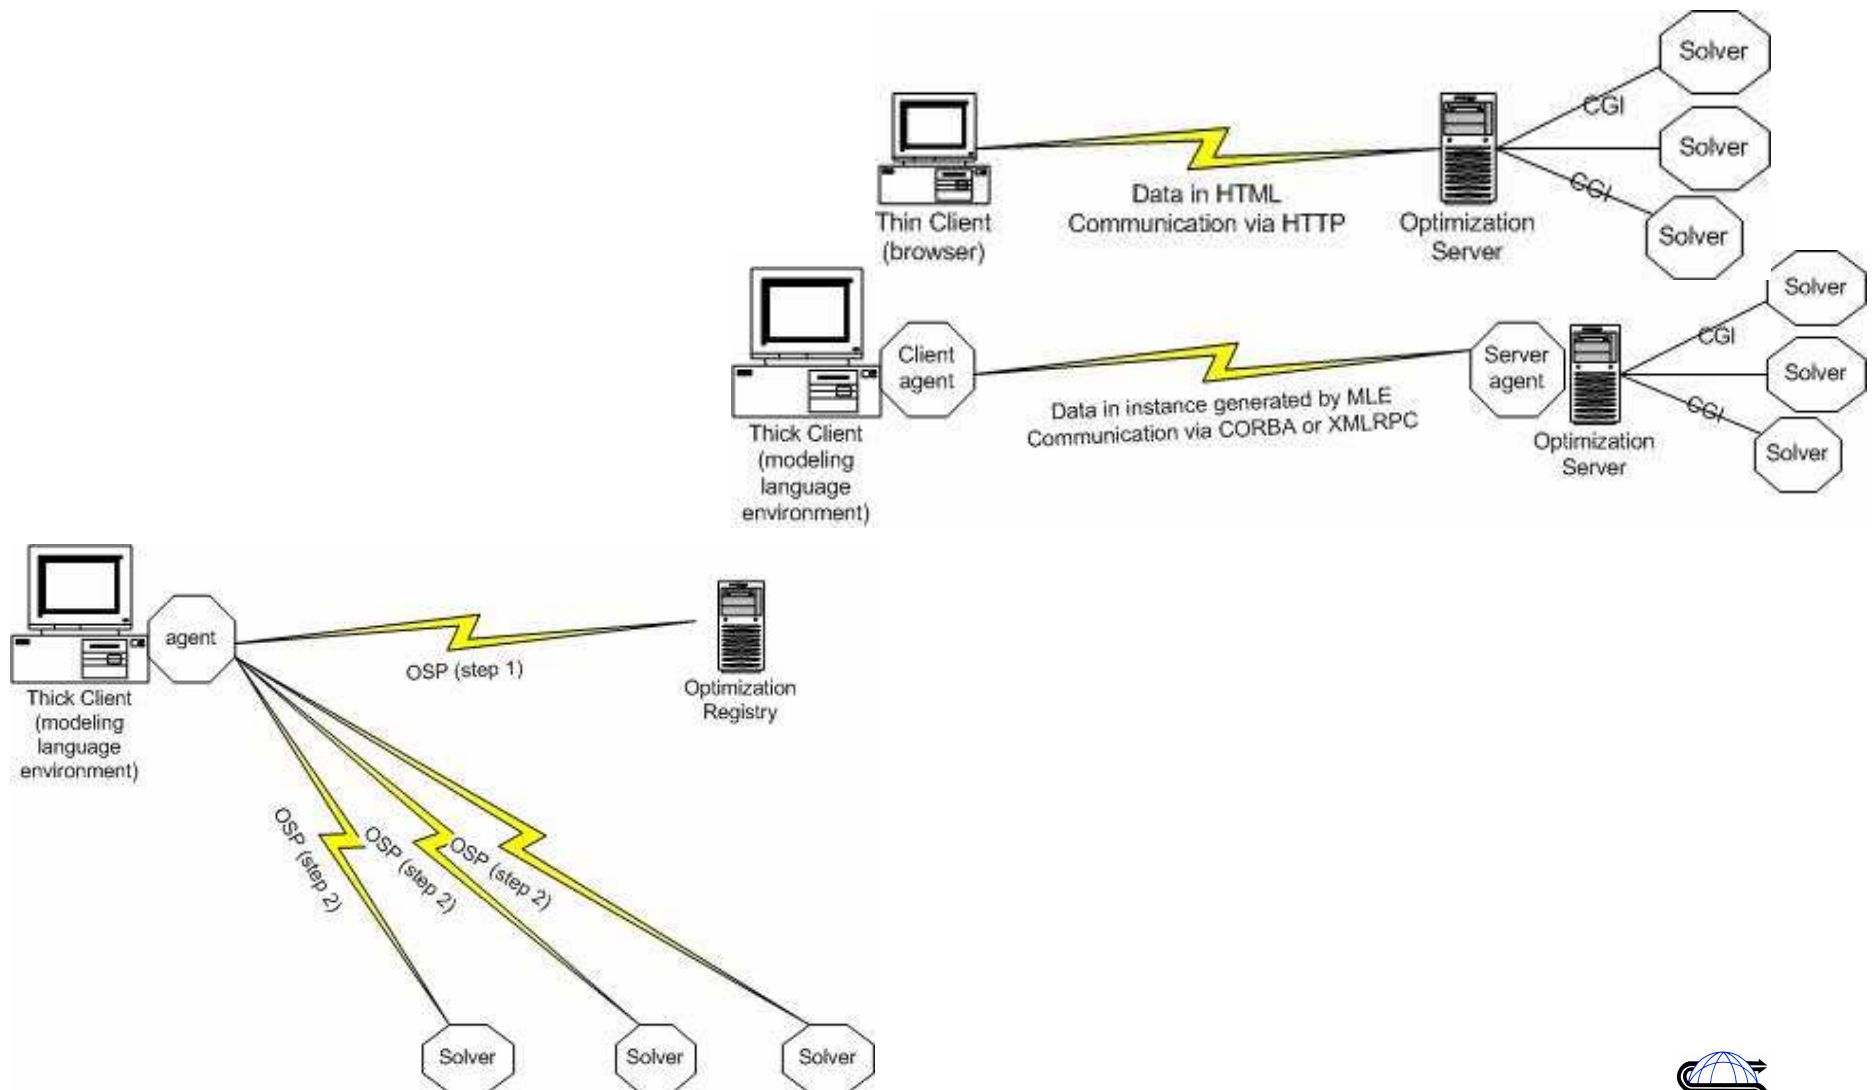 Solver
CGI
Solver
CGI
Solver
Data in HTML
Communication via HTTP
Thin Client
(browser)
Optimization
Server
Solver
CGI
Client
agent
Server
agent
Solver
CGI
Solver
Data in instance generated by MLE
Communication via CORBA or XMLRPC
Thick Client
(modeling
language
environment)
Optimization
Server
agent
OSP (step 1)
Optimization
Registry
Thick Client
(modeling
language
environment)
OSP (step 2)
OSP (step 2)
OSP (step 2)
Solver
Solver
Solver